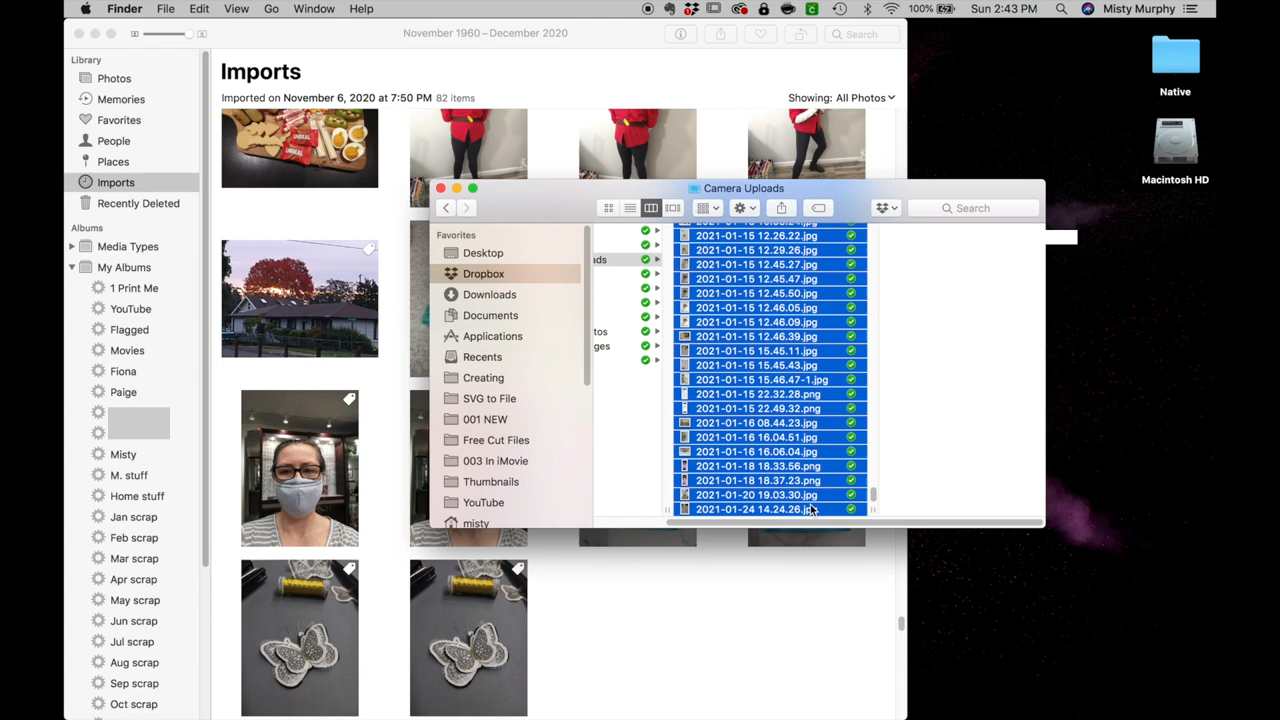 Finder File Edit View Go Window Help 100% Sun 2:43 PM Misty Murphy
November 1960 – December 2020
Search
Library
Photos
Memories
Favorites
People
Places
Imports
Recently Deleted
Albums
Media Types
My Albums
1 Print Me
YouTube
Flagged
Movies
Fiona
Paige
Misty
M. stuff
Home stuff
Jan scrap
Feb scrap
Mar scrap
Apr scrap
May scrap
Jun scrap
Jul scrap
Aug scrap
Sep scrap
Oct scrap
Imports
Imported on November 6, 2020 at 7:50 PM 82 items
Showing: All Photos
UNREAL
UNREAL
Camera Uploads
Search
Favorites
Desktop
Dropbox
Downloads
Documents
Applications
Recents
Creating
SVG to File
001 NEW
Free Cut Files
003 In iMovie
Thumbnails
YouTube
misty
ads
tos
ges
2021-01-15 12.26.22.jpg
2021-01-15 12.29.26.jpg
2021-01-15 12.45.27.jpg
2021-01-15 12.45.47.jpg
2021-01-15 12.45.50.jpg
2021-01-15 12.46.05.jpg
2021-01-15 12.46.09.jpg
2021-01-15 12.46.39.jpg
2021-01-15 15.45.11.jpg
2021-01-15 15.45.43.jpg
2021-01-15 15.46.47-1.jpg
2021-01-15 22.32.28.png
2021-01-15 22.49.32.png
2021-01-16 08.44.23.jpg
2021-01-16 16.04.51.jpg
2021-01-16 16.06.04.jpg
2021-01-18 18.33.56.png
2021-01-18 18.37.23.png
2021-01-20 19.03.30.jpg
2021-01-24 14.24.26.jpg
Native
Macintosh HD